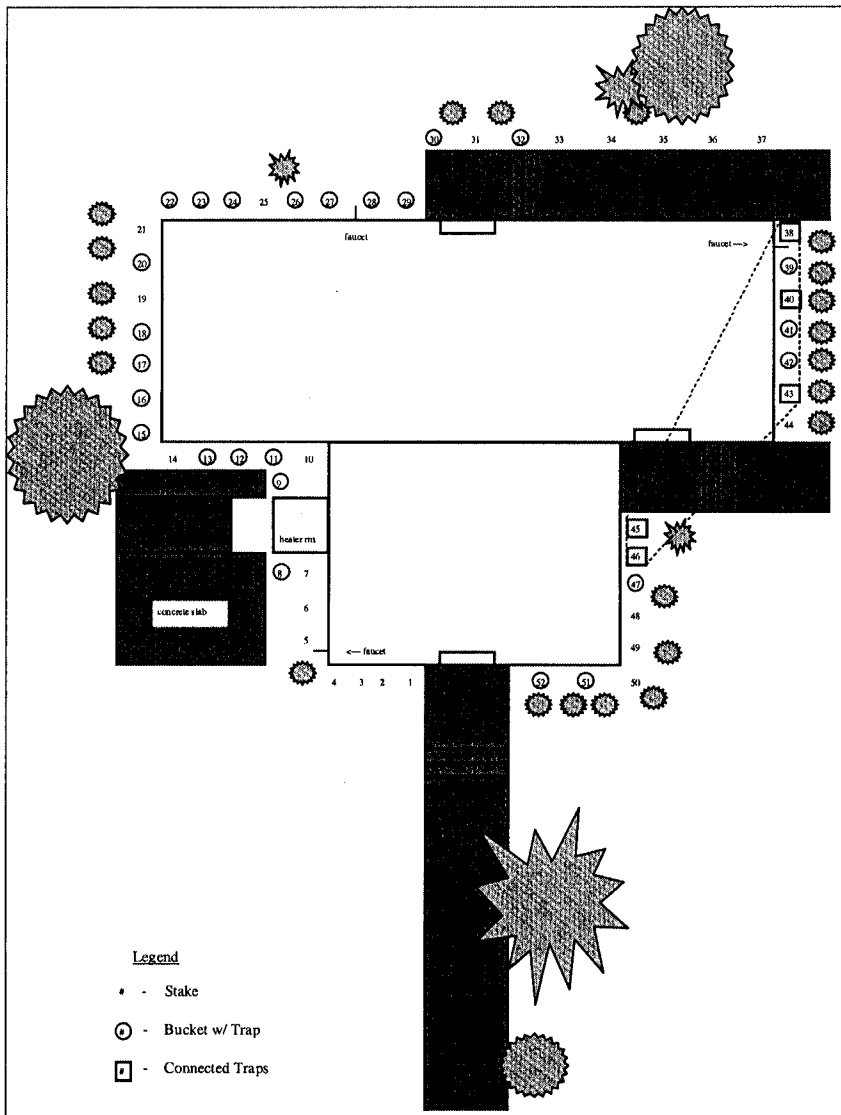 30 31 32 33 34 35 36 37
22 23 24 25 26 27 28 29
21
faucet
faucet —>
38
20
39
19
40
18
41
17
42
16
43
15
44
14 13 12 11 10
9
45
heater rm.
46
8 7
47
6
concrete slab
48
5
<— faucet
49
4 3 2 1
52 51 50
Legend
# - Stake
# - Bucket w/ Trap
# - Connected Traps